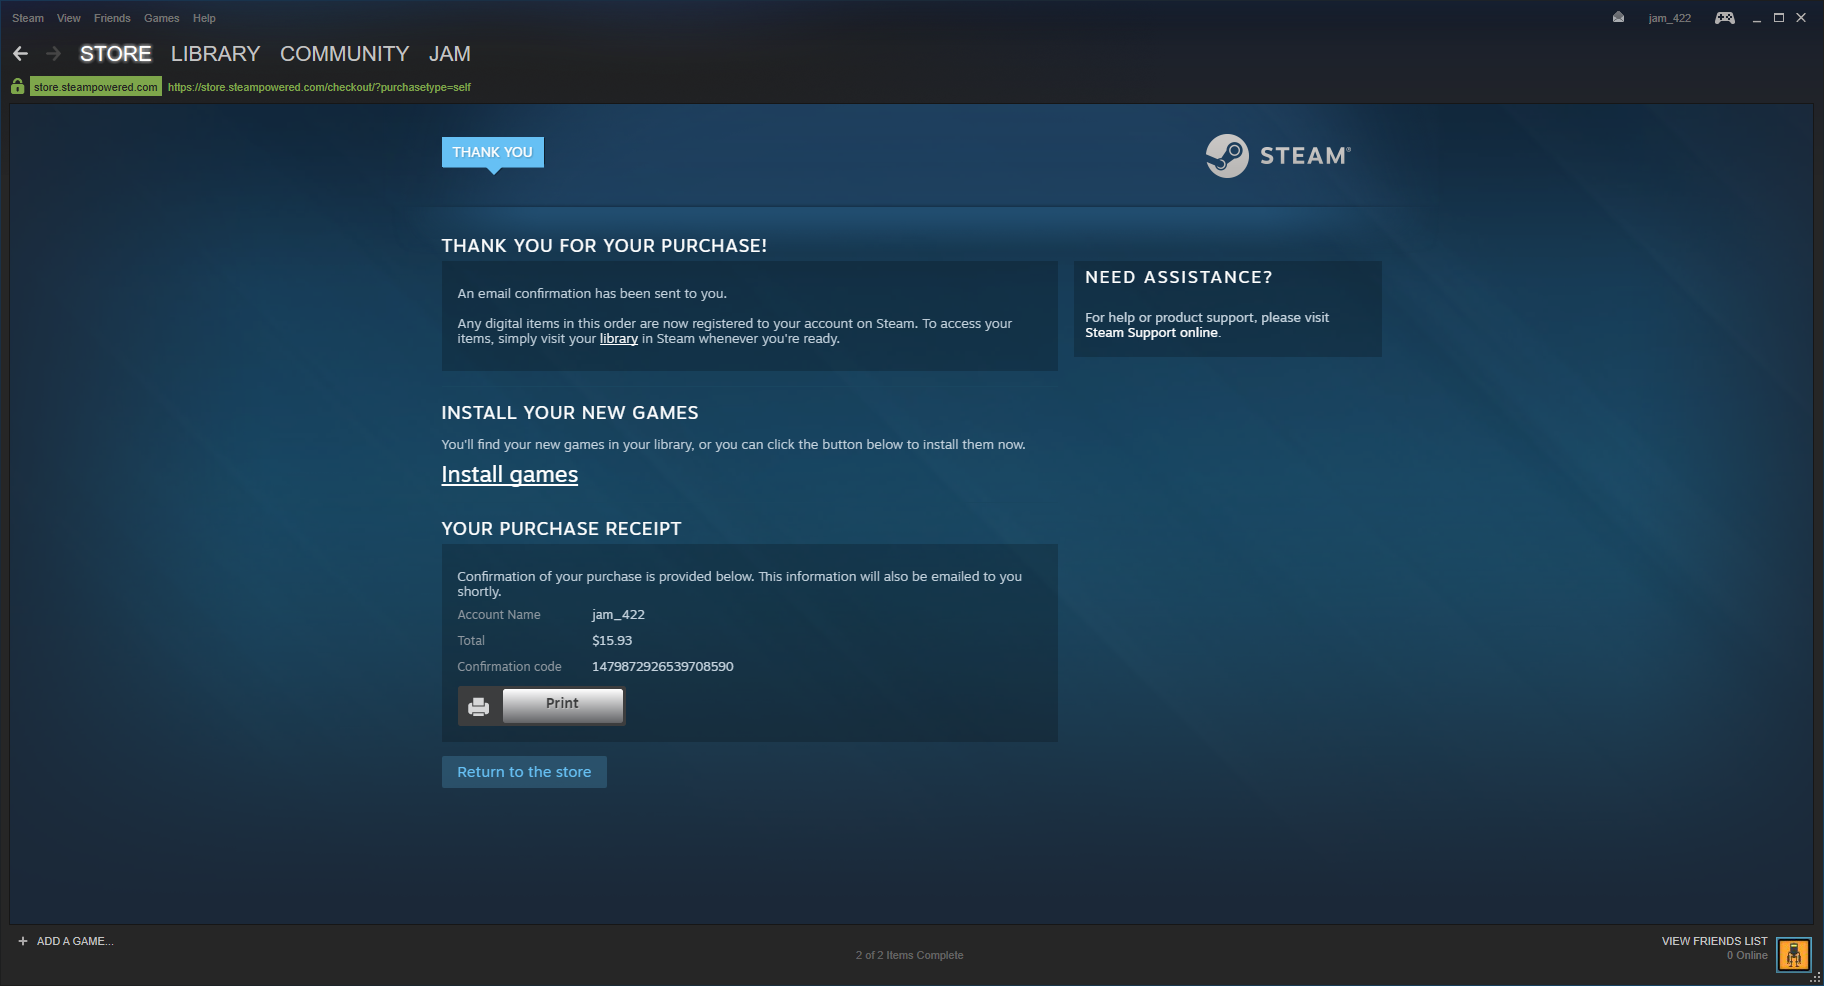 Steam View Friends Games Help
jam_422
STORE LIBRARY COMMUNITY JAM
store.steampowered.com https://store.steampowered.com/checkout/?purchasetype=self
THANK YOU
STEAM®
THANK YOU FOR YOUR PURCHASE!
An email confirmation has been sent to you.
Any digital items in this order are now registered to your account on Steam. To access your
items, simply visit your library in Steam whenever you're ready.
NEED ASSISTANCE?
For help or product support, please visit
Steam Support online.
INSTALL YOUR NEW GAMES
You'll find your new games in your library, or you can click the button below to install them now.
Install games
YOUR PURCHASE RECEIPT
Confirmation of your purchase is provided below. This information will also be emailed to you
shortly.
Account Name jam_422
Total $15.93
Confirmation code 1479872926539708590
Print
Return to the store
+ ADD A GAME...
2 of 2 Items Complete
VIEW FRIENDS LIST
0 Online